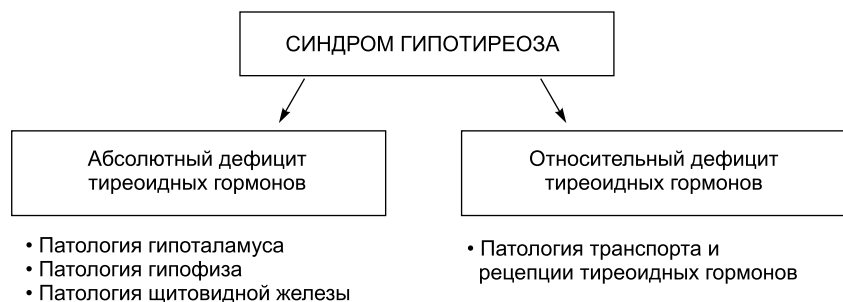 СИНДРОМ ГИПОТИРЕОЗА
Абсолютный дефицит
тиреоидных гормонов
• Патология гипоталамуса
• Патология гипофиза
• Патология щитовидной железы
Относительный дефицит
тиреоидных гормонов
• Патология транспорта и
рецепции тиреоидных гормонов